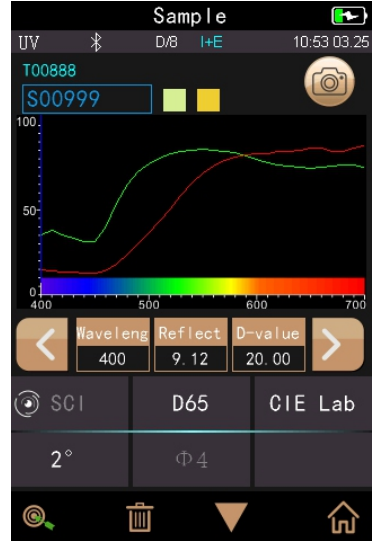 Sample
UV D/8 I+E 10:53 03.25
T00888
S00999
100
50
0
400 500 600 700
Waveleng Reflect D-value
400 9.12 20.00
SCI D65 CIE Lab
2° Φ4